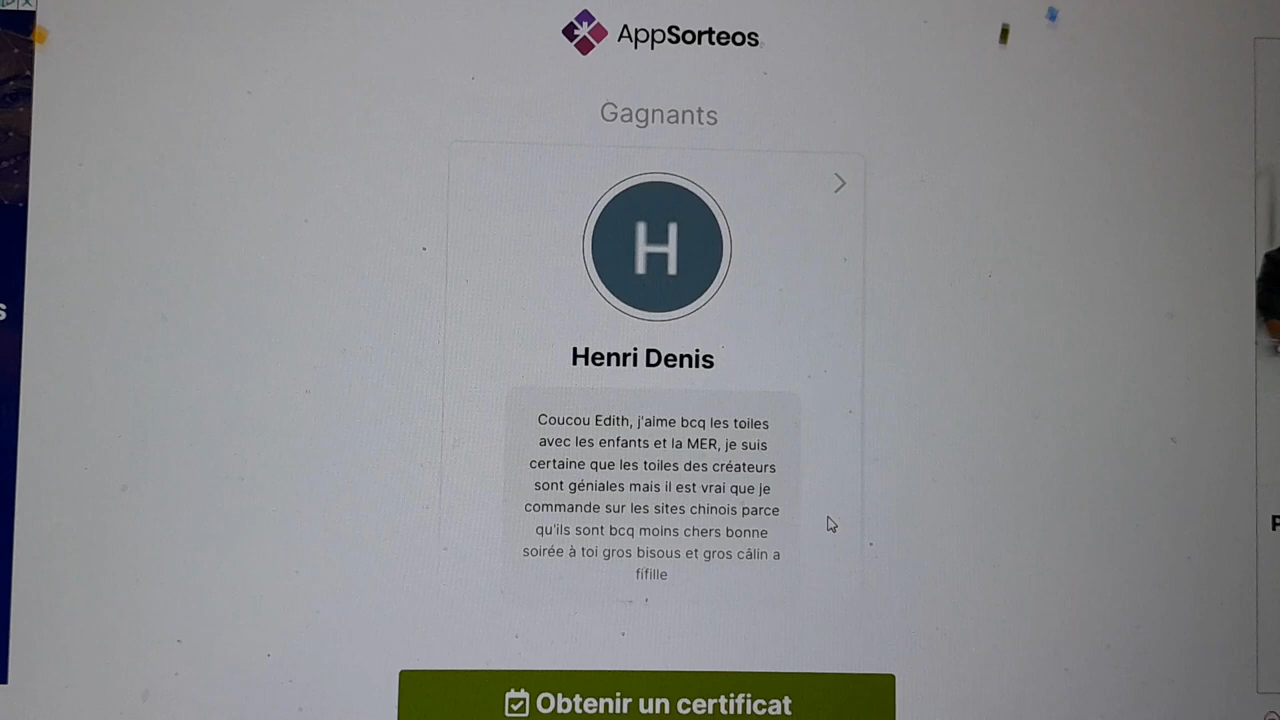 AppSorteos
Gagnants
H
Henri Denis
Coucou Edith, j'aime bcq les toiles
avec les enfants et la MER, je suis
certaine que les toiles des créateurs
sont géniales mais il est vrai que je
commande sur les sites chinois parce
qu'ils sont bcq moins chers bonne
soirée à toi gros bisous et gros câlin a
fifille
Obtenir un certificat